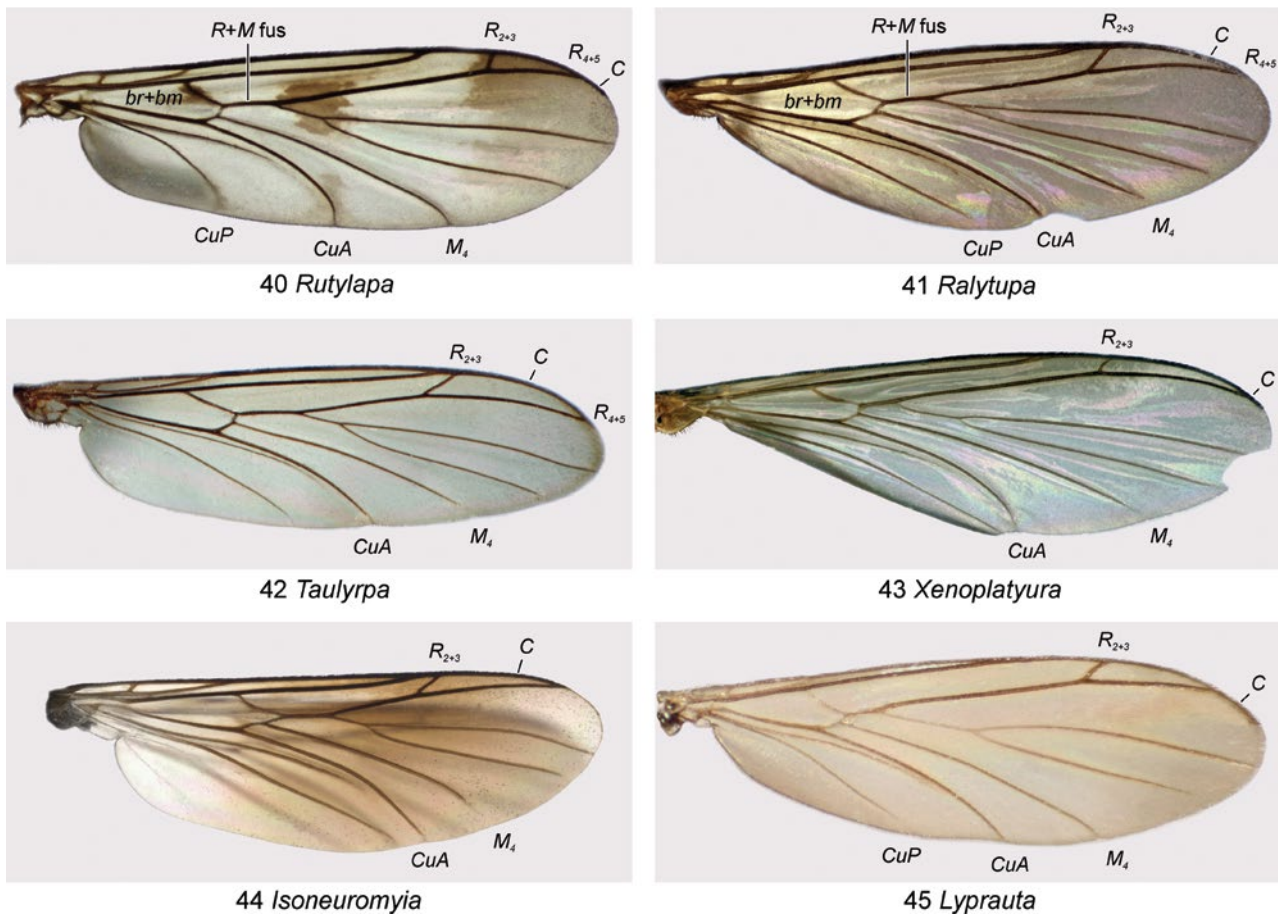 R+M fus
R2+3
R4+5
C
br+bm
CuP
CuA
M4
40 Rutylapa
R+M fus
R2+3
C
R4+5
br+bm
CuP
CuA
M4
41 Ralytupa
R2+3
C
R4+5
CuA
M4
42 Taulyrpa
R2+3
C
CuA
M4
43 Xenoplatyura
R2+3
C
CuA
M4
44 Isoneuromyia
R2+3
C
CuP
CuA
M4
45 Lyprauta